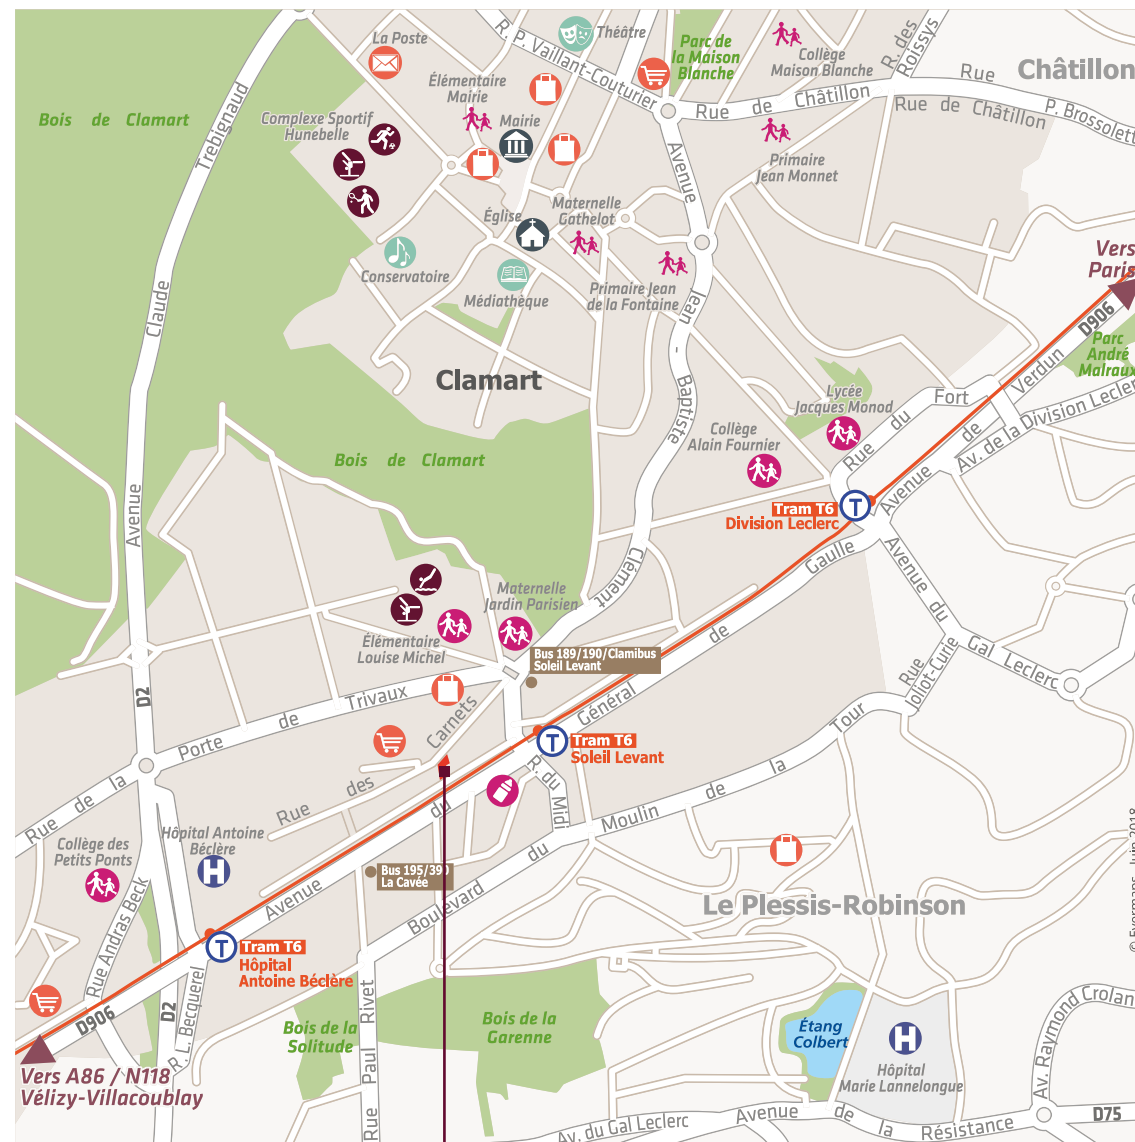 La Poste
R. P. Vaillant-Couturier
Théâtre
Parc de
la Maison
Blanche
Collège
Maison Blanche
R. des
Roissys
Rue
Châtillon
Rue de Châtillon
Rue de Châtillon
P. Brossolett
Bois de Clamart
Complexe Sportif
Hunebelle
Élémentaire
Mairie
Mairie
Primaire
Jean Monnet
Avenue
Jean - Baptiste
Clément
Avenue
Claude
Trebignaud
Église
Maternelle
Gathelot
Conservatoire
Médiathèque
Primaire Jean
de la Fontaine
Vers
Paris
D906
Parc
André
Malraux
Clamart
Lycée
Jacques Monod
Collège
Alain Fournier
Rue du
Fort
Avenue de Verdun
Av. de la Division Lecler
Bois de Clamart
T
Tram T6
Division Leclerc
Avenue du
Gal Leclerc
Rue
Joliot-Curie
Maternelle
Jardin Parisien
Élémentaire
Louise Michel
Bus 189/190/Clamibus
Soleil Levant
D2
Rue de la
Porte de Trivaux
Rue des
Carnets
T
Tram T6
Soleil Levant
Avenue du
Général de Gaulle
R. du Midi
Boulevard du
Moulin de la Tour
Collège des
Petits Ponts
Hôpital Antoine
Béclère
H
Bus 195/390
La Cavée
Le Plessis-Robinson
Rue Andras Beck
T
Tram T6
Hôpital
Antoine Béclère
D906
D2
R. L. Becquerel
Rue Paul Rivet
Bois de la
Solitude
Bois de la
Garenne
Étang
Colbert
H
Hôpital
Marie Lannelongue
Av. Raymond Crolan
Vers A86 / N118
Vélizy-Villacoublay
Av. du Gal Leclerc
Avenue de la Résistance
D75
© Evermaps, Juin 2018